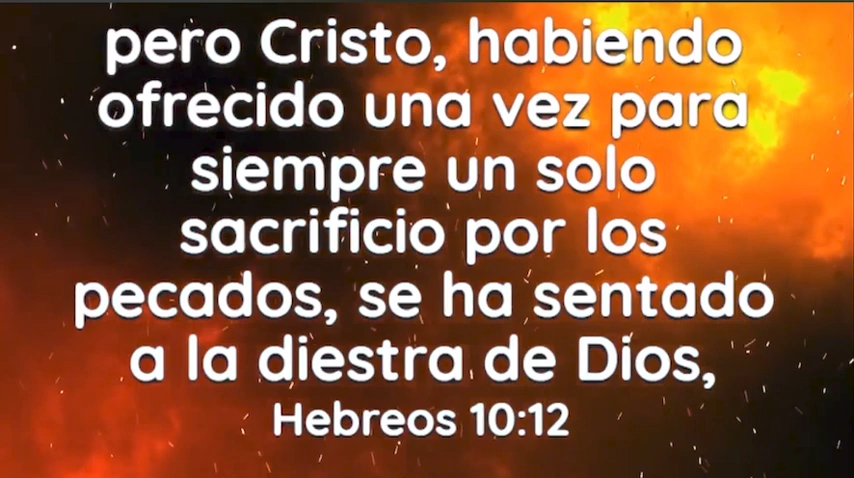 pero Cristo, habiendo
ofrecido una vez para
siempre un solo
sacrificio por los
pecados, se ha sentado
a la diestra de Dios,
Hebreos 10:12